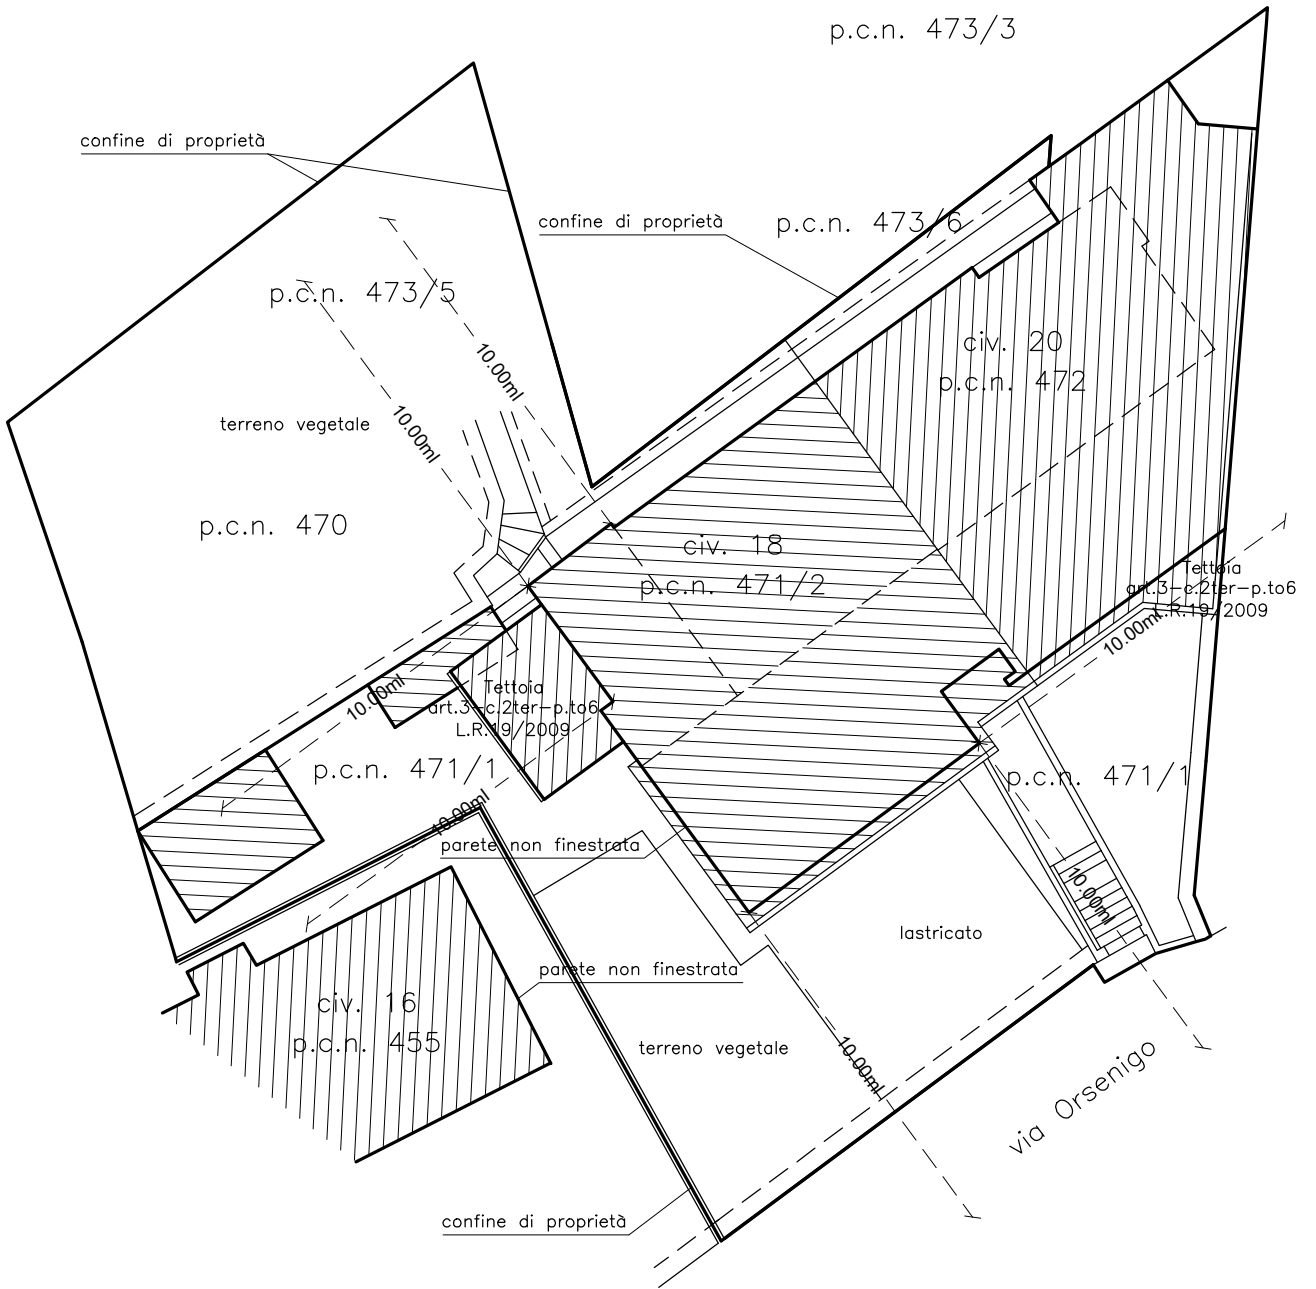 p.c.n. 473/3
confine di proprietà
confine di proprietà
p.c.n. 473/6
p.c.n. 473/5
civ. 20
p.c.n. 472
10.00ml
10.00ml
terreno vegetale
p.c.n. 470
civ. 18
p.c.n. 471/2
Tettoia
art.3-c.2ter-p.to6
L.R.19/2009
10.00ml
10.00ml
Tettoia
art.3-c.2ter-p.to6
L.R.19/2009
p.c.n. 471/1
p.c.n. 471/1
10.00ml
parete non finestrata
10.00ml
lastricato
parete non finestrata
civ. 16
p.c.n. 455
terreno vegetale
10.00ml
via Orsenigo
confine di proprietà